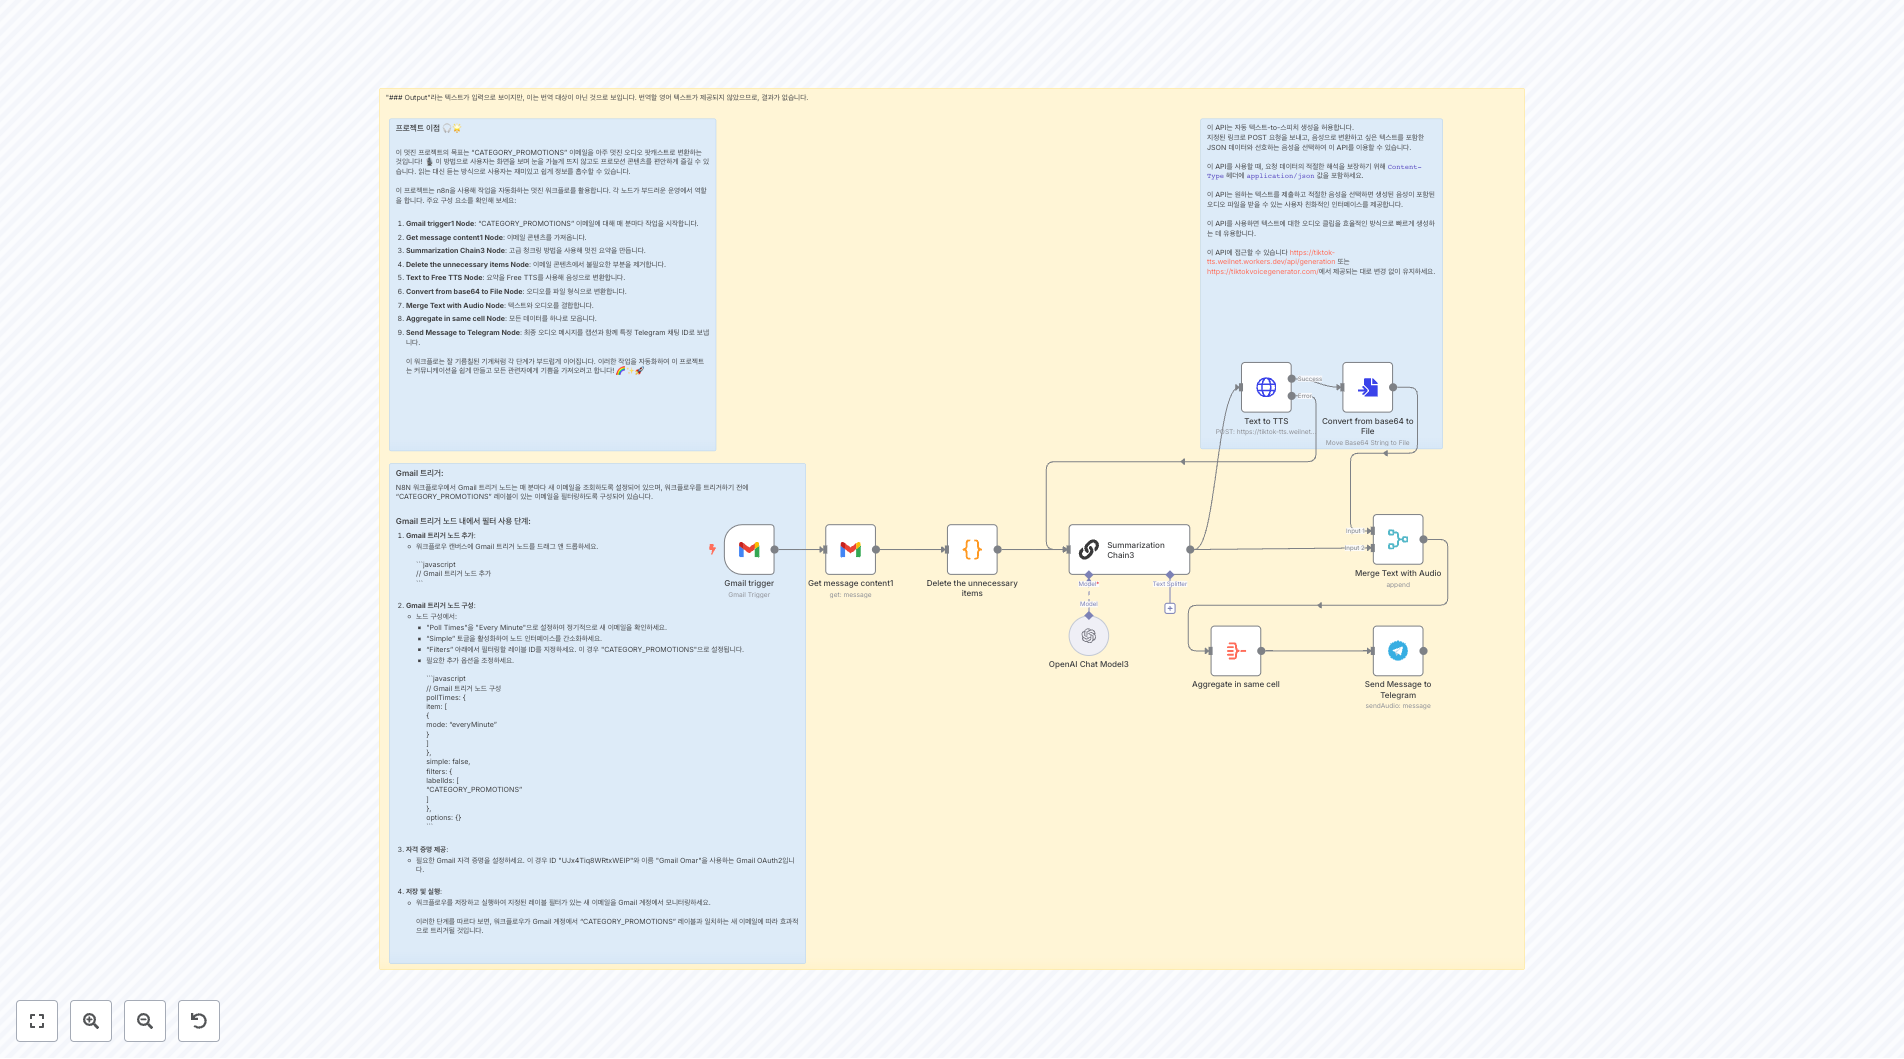 "### Output"라는 텍스트가 입력으로 보이지만, 이는 번역 대상이 아닌 것으로 보입니다. 번역할 영어 텍스트가 제공되지 않았으므로, 결과가 없습니다.
프로젝트 이점 🎧🌟
이 멋진 프로젝트의 목표는 "CATEGORY_PROMOTIONS" 이메일을 아주 멋진 오디오 팟캐스트로 변환하는
것입니다! 이 방법으로 사용자는 화면을 보며 눈을 가늘게 뜨지 않고도 프로모션 콘텐츠를 편안하게 즐길 수 있
습니다. 읽는 대신 듣는 방식으로 사용자는 재미있고 쉽게 정보를 흡수할 수 있습니다.
이 프로젝트는 n8n을 사용해 작업을 자동화하는 멋진 워크플로를 활용합니다. 각 노드가 부드러운 운영에서 역할
을 합니다. 주요 구성 요소를 확인해 보세요:
1. Gmail trigger1 Node: "CATEGORY_PROMOTIONS" 이메일에 대해 매 분마다 작업을 시작합니다.
2. Get message content1 Node: 이메일 콘텐츠를 가져옵니다.
3. Summarization Chain3 Node: 고급 청크링 방법을 사용해 멋진 요약을 만듭니다.
4. Delete the unnecessary items Node: 이메일 콘텐츠에서 불필요한 부분을 제거합니다.
5. Text to Free TTS Node: 요약을 Free TTS를 사용해 음성으로 변환합니다.
6. Convert from base64 to File Node: 오디오를 파일 형식으로 변환합니다.
7. Merge Text with Audio Node: 텍스트와 오디오를 결합합니다.
8. Aggregate in same cell Node: 모든 데이터를 하나로 모읍니다.
9. Send Message to Telegram Node: 최종 오디오 메시지를 캡션과 함께 특정 Telegram 채팅 ID로 보냅
니다.
이 워크플로는 잘 기름칠된 기계처럼 각 단계가 부드럽게 이어집니다. 이러한 작업을 자동화하여 이 프로젝트
는 커뮤니케이션을 쉽게 만들고 모든 관련자에게 기쁨을 가져오려고 합니다! 🌈✨🚀
이 API는 자동 텍스트-to-스피치 생성을 허용합니다.
지정된 링크로 POST 요청을 보내고, 음성으로 변환하고 싶은 텍스트를 포함한
JSON 데이터와 선호하는 음성을 선택하여 이 API를 이용할 수 있습니다.
이 API를 사용할 때, 요청 데이터의 적절한 해석을 보장하기 위해 Content-
Type 헤더에 application/json 값을 포함하세요.
이 API는 원하는 텍스트를 제출하고 적절한 음성을 선택하면 생성된 음성이 포함된
오디오 파일을 받을 수 있는 사용자 친화적인 인터페이스를 제공합니다.
이 API를 사용하면 텍스트에 대한 오디오 클립을 효율적인 방식으로 빠르게 생성하
는 데 유용합니다.
이 API에 접근할 수 있습니다 https://tiktok-
tts.weilnet.workers.dev/api/generation 또는
https://tiktokvoicegenerator.com/에서 제공되는 대로 변경 없이 유지하세요.
Success
Error
Text to TTS
POST: https://tiktok-tts.weilnet...
Convert from base64 to
File
Move Base64 String to File
Gmail 트리거:
N8N 워크플로우에서 Gmail 트리거 노드는 매 분마다 새 이메일을 조회하도록 설정되어 있으며, 워크플로우를 트리거하기 전에
"CATEGORY_PROMOTIONS" 레이블이 있는 이메일을 필터링하도록 구성되어 있습니다.
Gmail 트리거 노드 내에서 필터 사용 단계:
1. Gmail 트리거 노드 추가:
워크플로우 캔버스에 Gmail 트리거 노드를 드래그 앤 드롭하세요.
```javascript
// Gmail 트리거 노드 추가
```
2. Gmail 트리거 노드 구성:
노드 구성에서:
"Poll Times"을 "Every Minute"으로 설정하여 정기적으로 새 이메일을 확인하세요.
"Simple" 토글을 활성화하여 노드 인터페이스를 간소화하세요.
"Filters" 아래에서 필터링할 레이블 ID를 지정하세요. 이 경우 "CATEGORY_PROMOTIONS"으로 설정됩니다.
필요한 추가 옵션을 조정하세요.
```javascript
// Gmail 트리거 노드 구성
pollTimes: {
item: [
{
mode: "everyMinute"
}
]
},
simple: false,
filters: {
labelIds: [
"CATEGORY_PROMOTIONS"
]
},
options: {}
```
3. 자격 증명 제공:
필요한 Gmail 자격 증명을 설정하세요. 이 경우 ID "UJx4Tiq8WRtxWEIP"와 이름 "Gmail Omar"을 사용하는 Gmail OAuth2입니
다.
4. 저장 및 실행:
워크플로우를 저장하고 실행하여 지정된 레이블 필터가 있는 새 이메일을 Gmail 계정에서 모니터링하세요.
이러한 단계를 따르다 보면, 워크플로우가 Gmail 계정에서 "CATEGORY_PROMOTIONS" 레이블과 일치하는 새 이메일에 따라 효과적
으로 트리거될 것입니다.
Gmail trigger
Gmail Trigger
Get message content1
get: message
Delete the unnecessary
items
Summarization
Chain3
Model*
Text Splitter
Model
OpenAI Chat Model3
Input 1
Input 2
Merge Text with Audio
append
Aggregate in same cell
Send Message to
Telegram
sendAudio: message